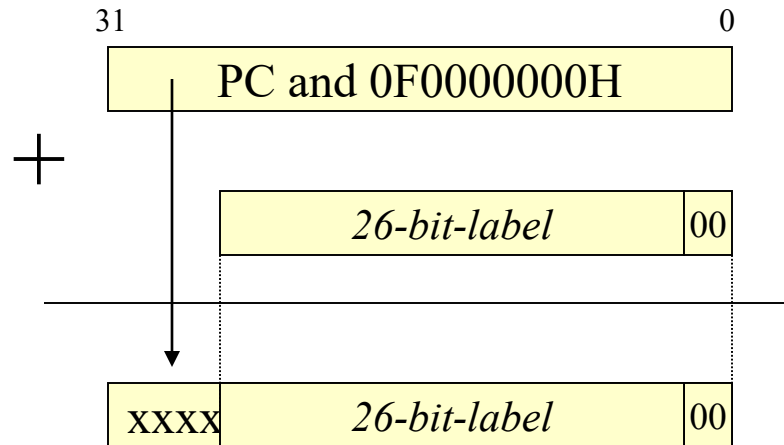 31 0
PC and 0F0000000H
+
26-bit-label 00
xxxx 26-bit-label 00